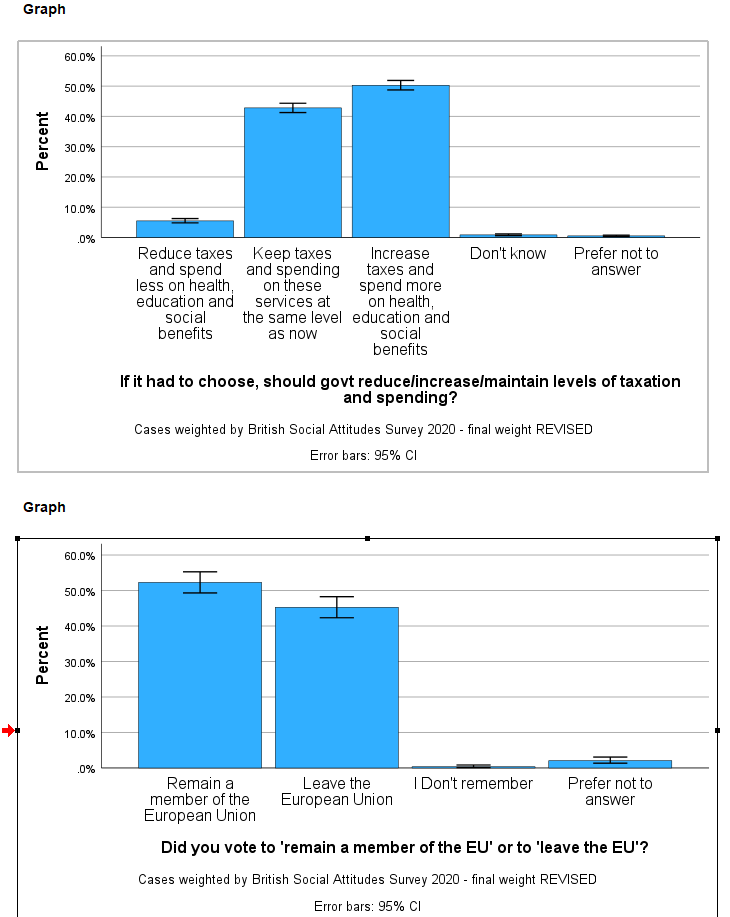 Graph
60.0%
50.0%
40.0%
30.0%
20.0%
10.0%
.0%
Percent
Reduce taxes
and spend
less on health,
education and
social
benefits
Keep taxes
and spending
on these
services at
the same level
as now
Increase
taxes and
spend more
on health,
education and
social
benefits
Don't know
Prefer not to
answer
If it had to choose, should govt reduce/increase/maintain levels of taxation
and spending?
Cases weighted by British Social Attitudes Survey 2020 - final weight REVISED
Error bars: 95% CI
Graph
60.0%
50.0%
40.0%
30.0%
20.0%
10.0%
.0%
Percent
Remain a
member of the
European Union
Leave the
European Union
I Don't remember
Prefer not to
answer
Did you vote to 'remain a member of the EU' or to 'leave the EU'?
Cases weighted by British Social Attitudes Survey 2020 - final weight REVISED
Error bars: 95% CI